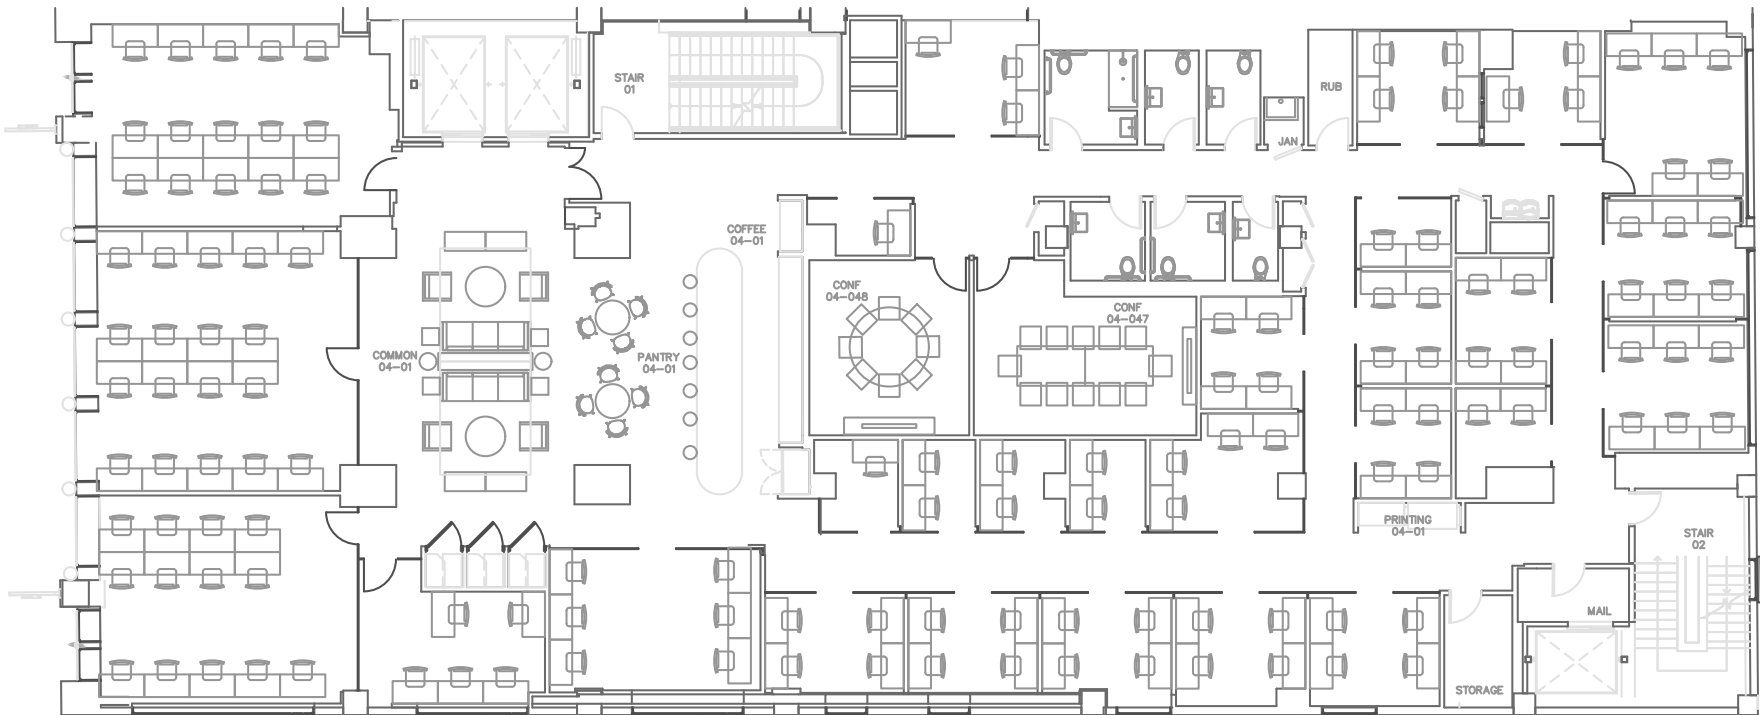 STAIR
01
RUB
JAN
COFFEE
04-01
CONF
04-048
CONF
04-047
COMMON
04-01
PANTRY
04-01
PRINTING
04-01
STAIR
02
MAIL
STORAGE